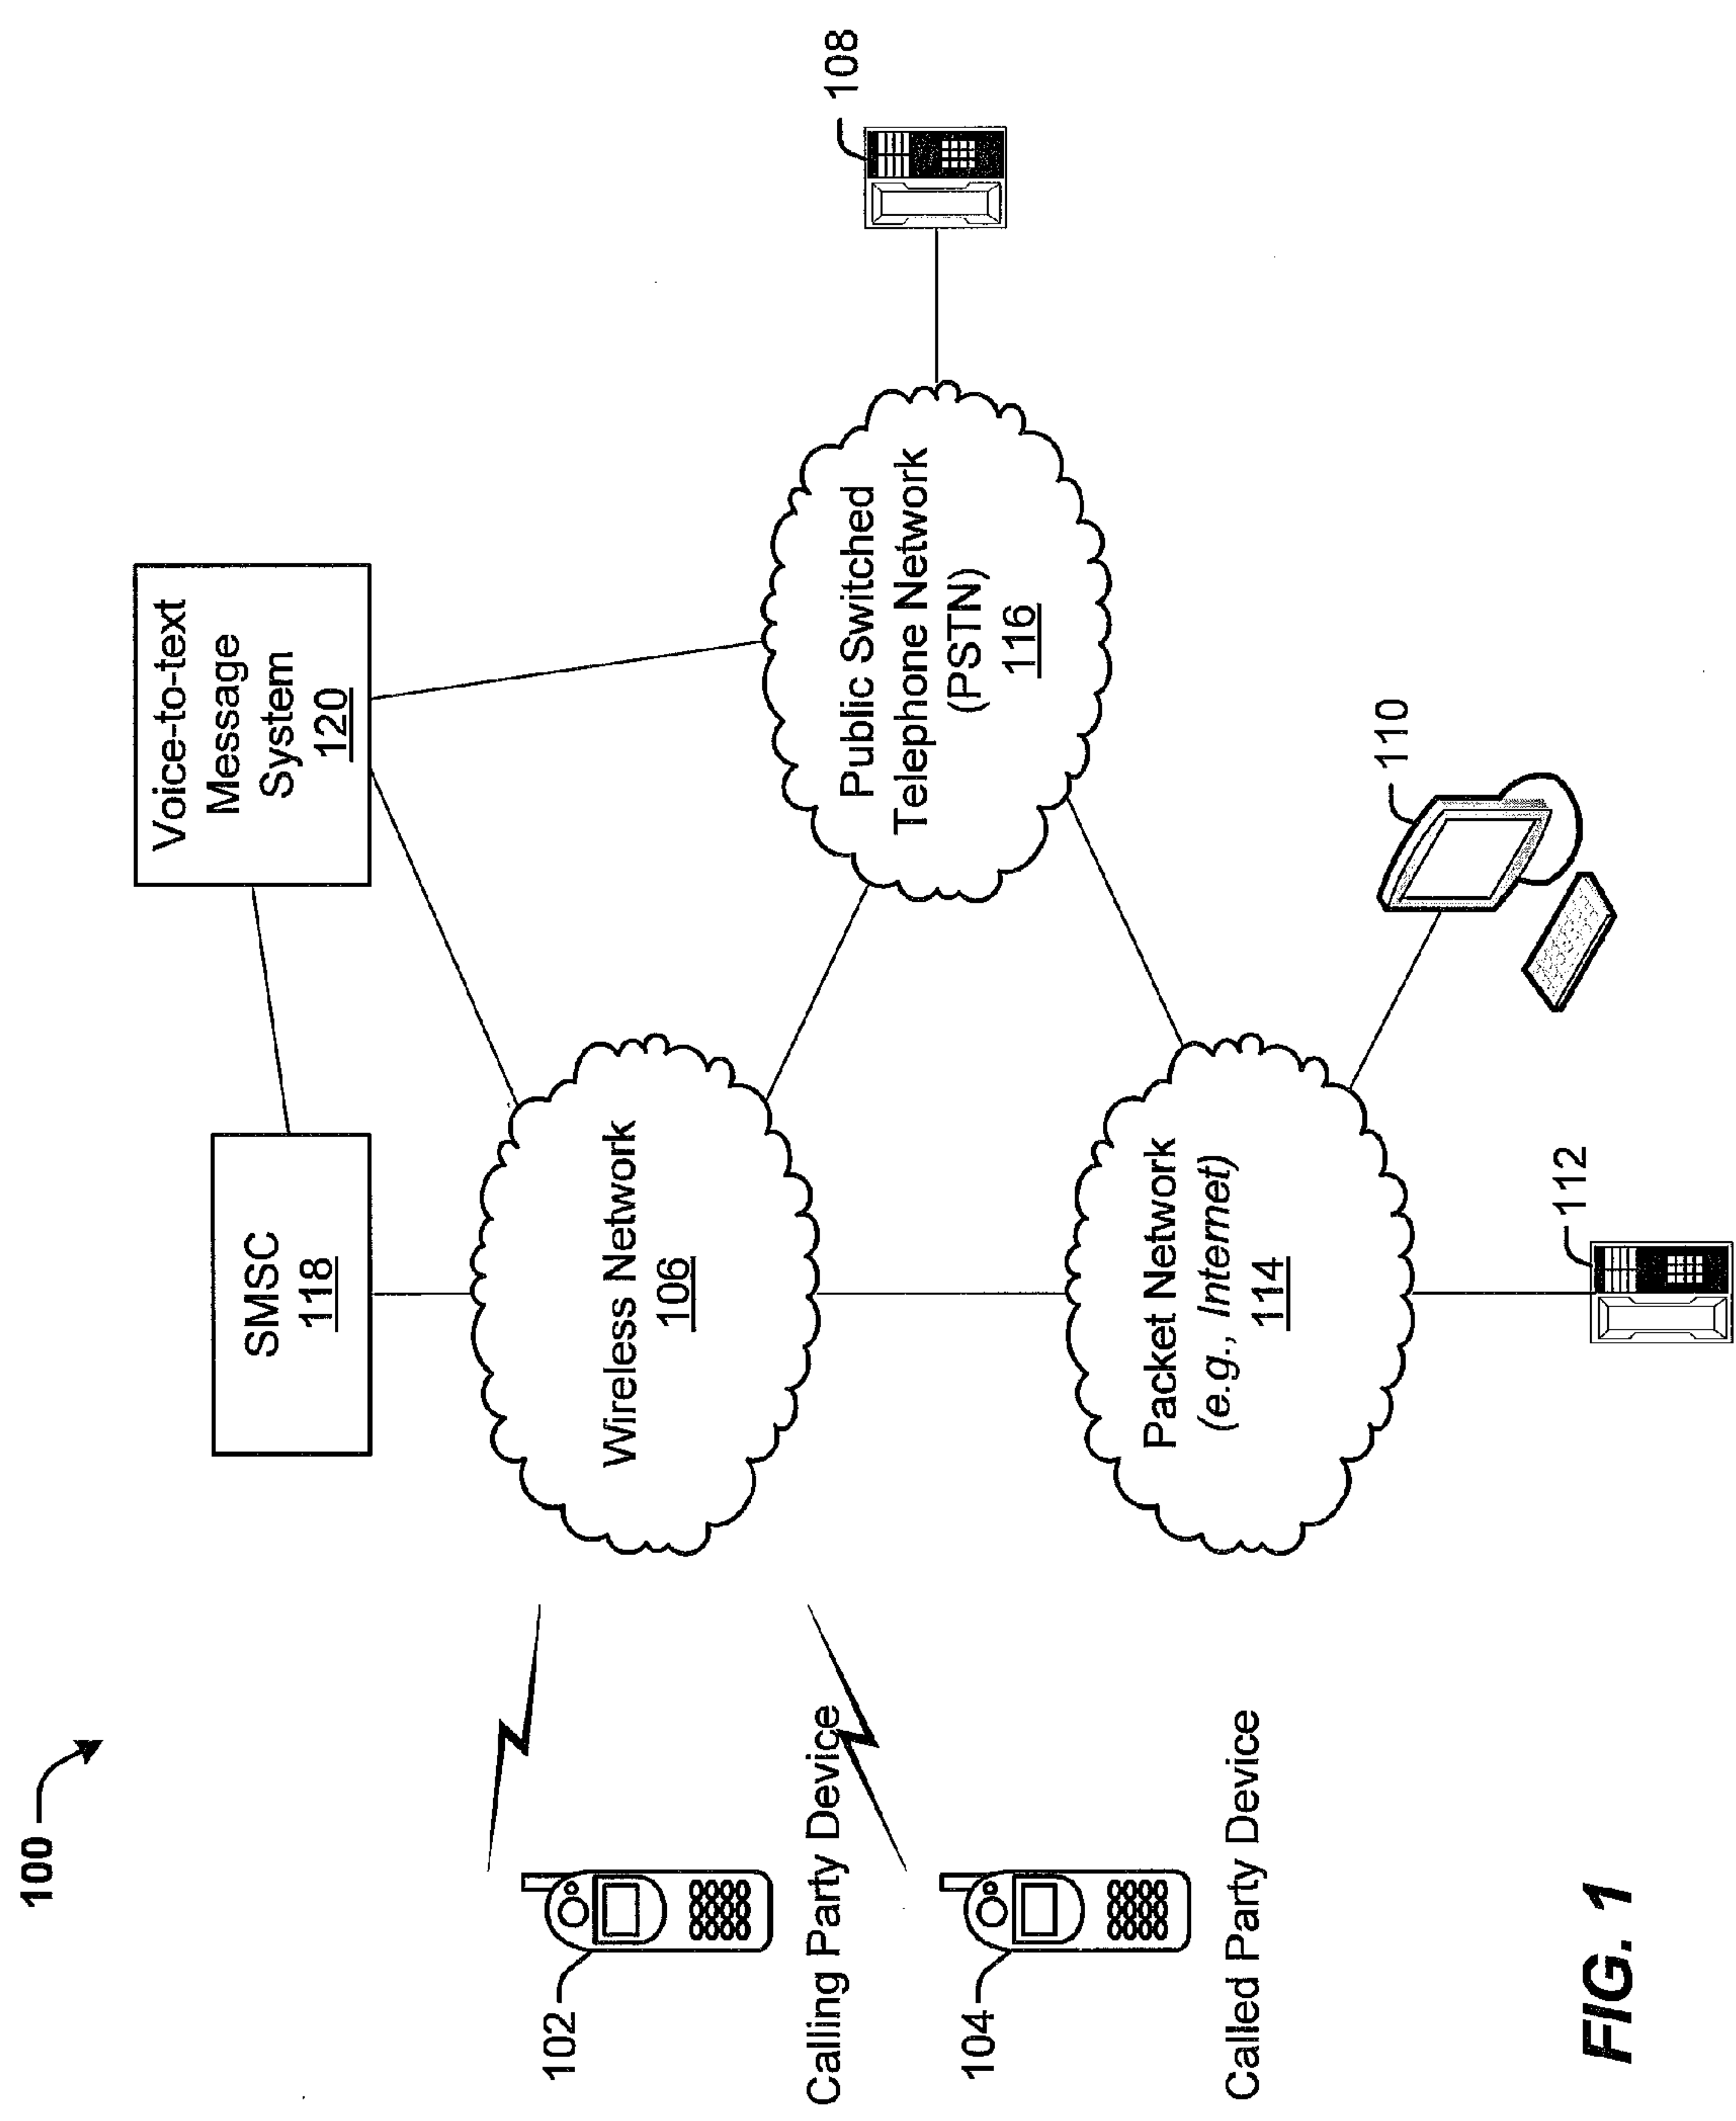 100
Voice-to-text
Message
System
120
SMSC
118
108
102
Calling Party Device
Wireless Network
106
Public Switched
Telephone Network
(PSTN)
116
104
Called Party Device
Packet Network
(e.g., Internet)
114
110
112
FIG. 1